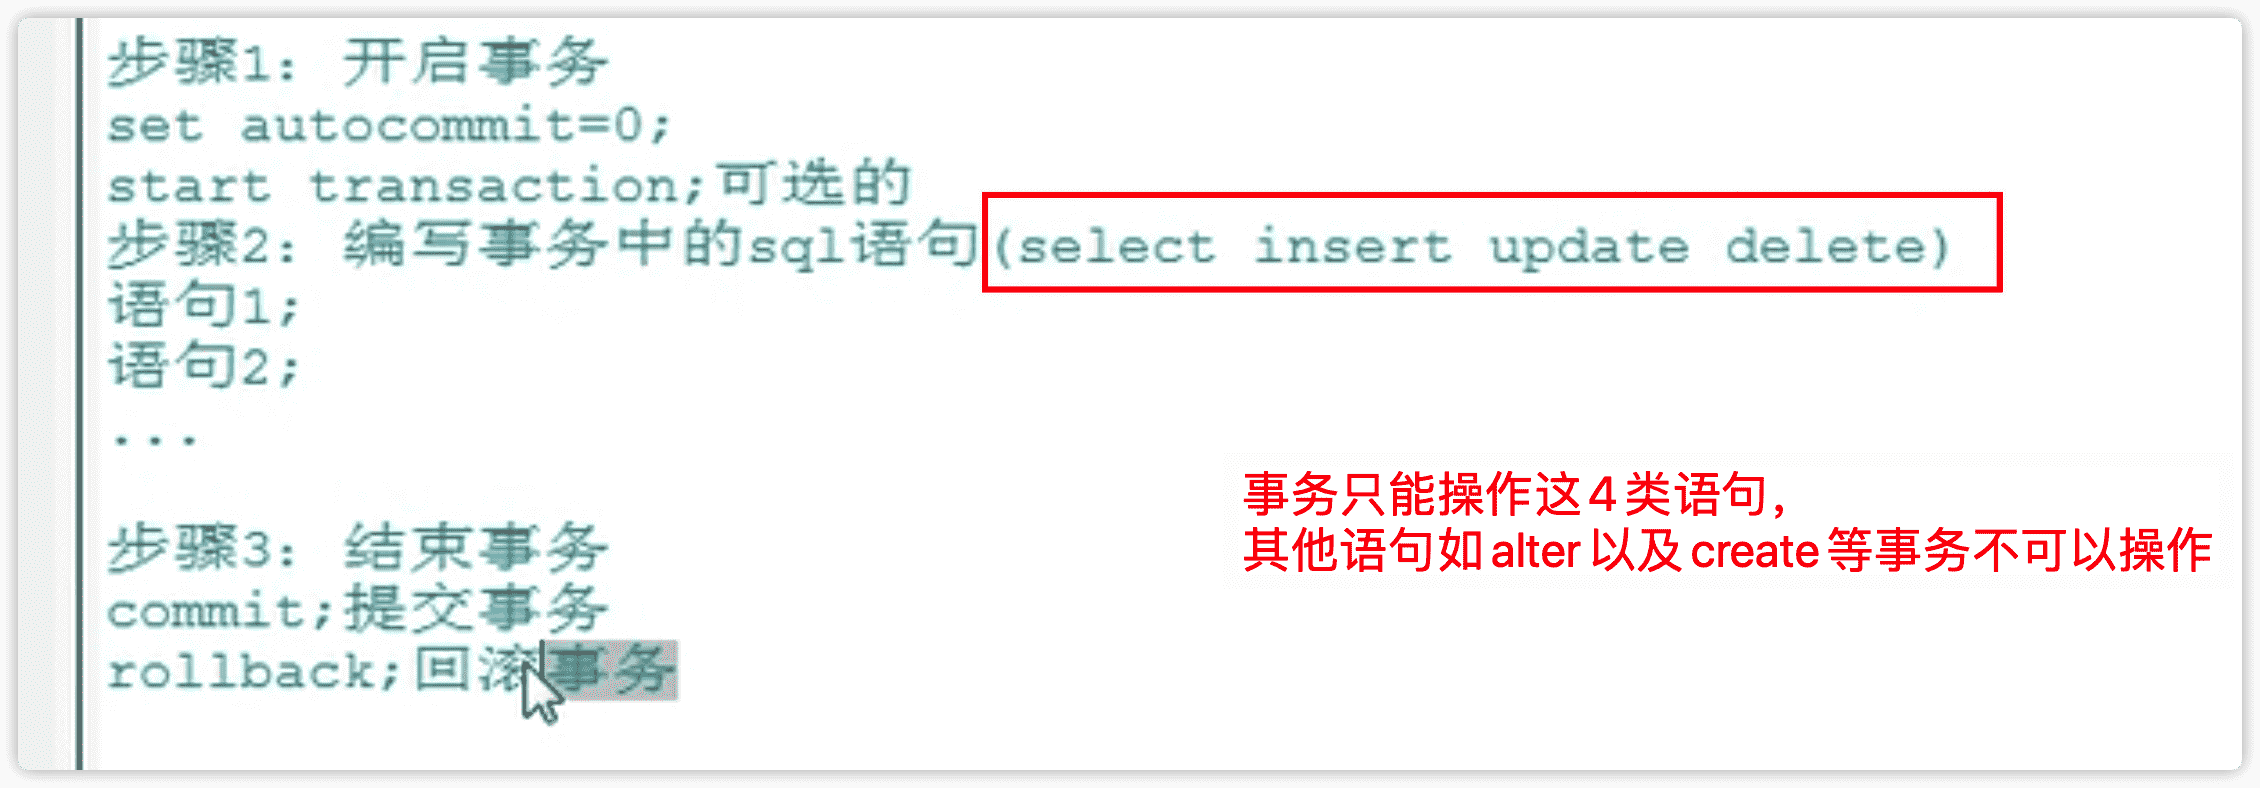 步骤1：开启事务
set autocommit=0;
start transaction;可选的
步骤2：编写事务中的sql语句(select insert update delete)
语句1;
语句2;
...
事务只能操作这4类语句，
其他语句如alter以及create等事务不可以操作
步骤3：结束事务
commit;提交事务
rollback;回滚事务